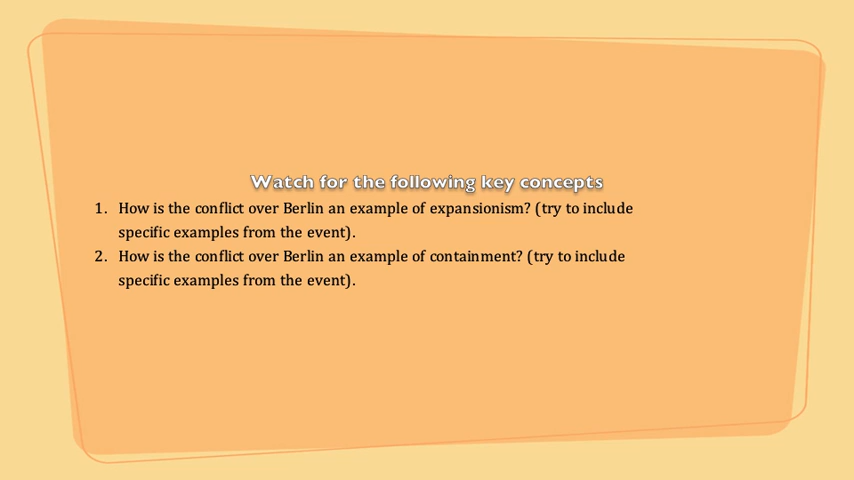 Watch for the following key concepts
1. How is the conflict over Berlin an example of expansionism? (try to include
specific examples from the event).
2. How is the conflict over Berlin an example of containment? (try to include
specific examples from the event).